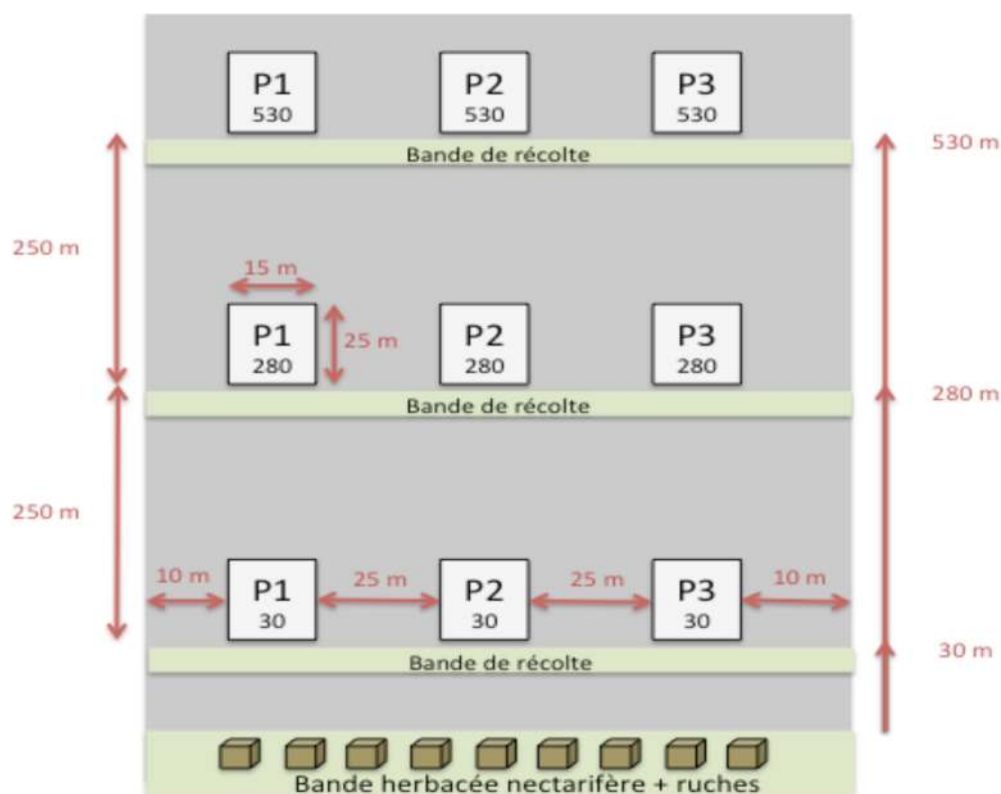 P1 P2 P3
530 530 530
530 m
Bande de récolte
250 m
15 m
P1 P2 P3
25 m
280 280 280
280 m
Bande de récolte
250 m
10 m 25 m 25 m 10 m
P1 P2 P3
30 30 30
30 m
Bande de récolte
Bande herbacée nectarifère + ruches